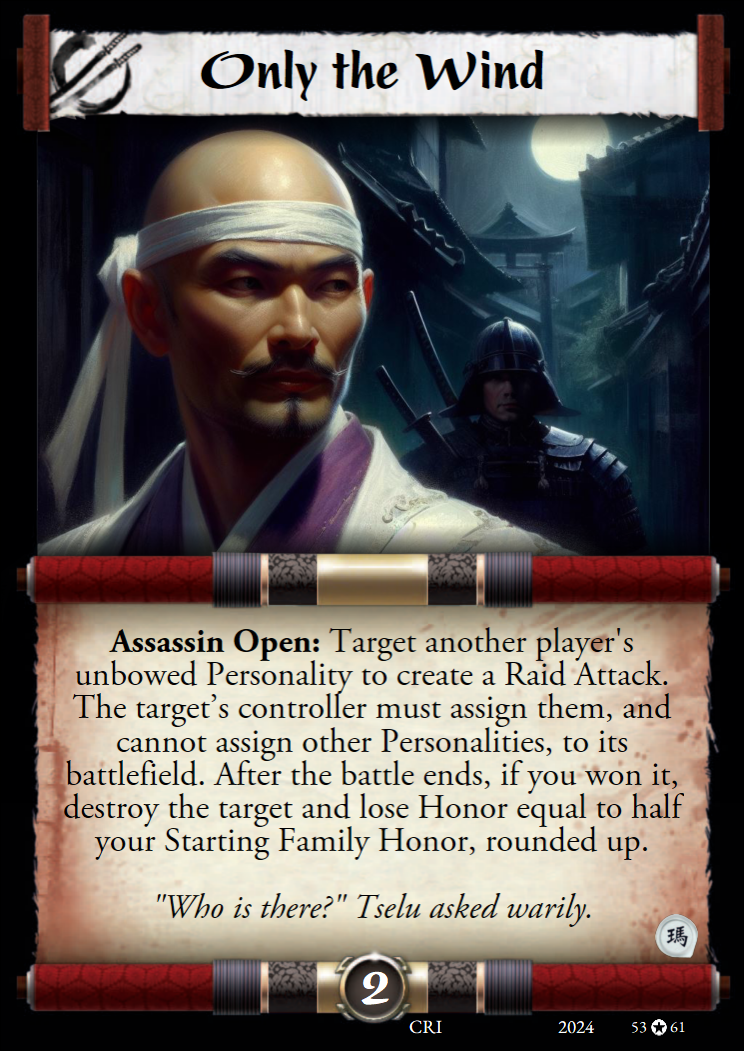 Only the Wind
Assassin Open: Target another player's
unbowed Personality to create a Raid Attack.
The target’s controller must assign them, and
cannot assign other Personalities, to its
battlefield. After the battle ends, if you won it,
destroy the target and lose Honor equal to half
your Starting Family Honor, rounded up.
"Who is there?" Tselu asked warily.
瑪
2
CRI 2024 53 ✪ 61